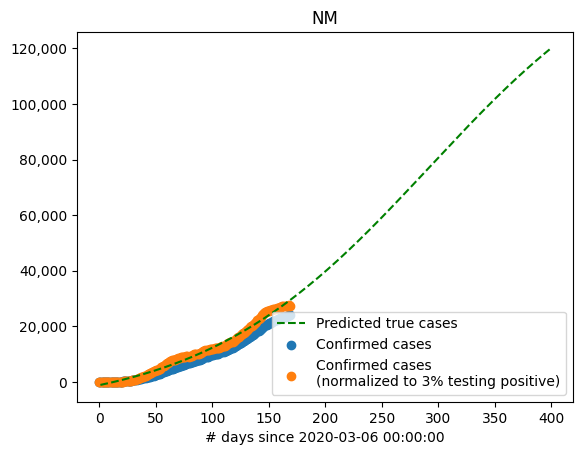 NM
120,000
100,000
80,000
60,000
40,000
20,000
0
Predicted true cases
Confirmed cases
Confirmed cases
(normalized to 3% testing positive)
0 50 100 150 200 250 300 350 400
# days since 2020-03-06 00:00:00